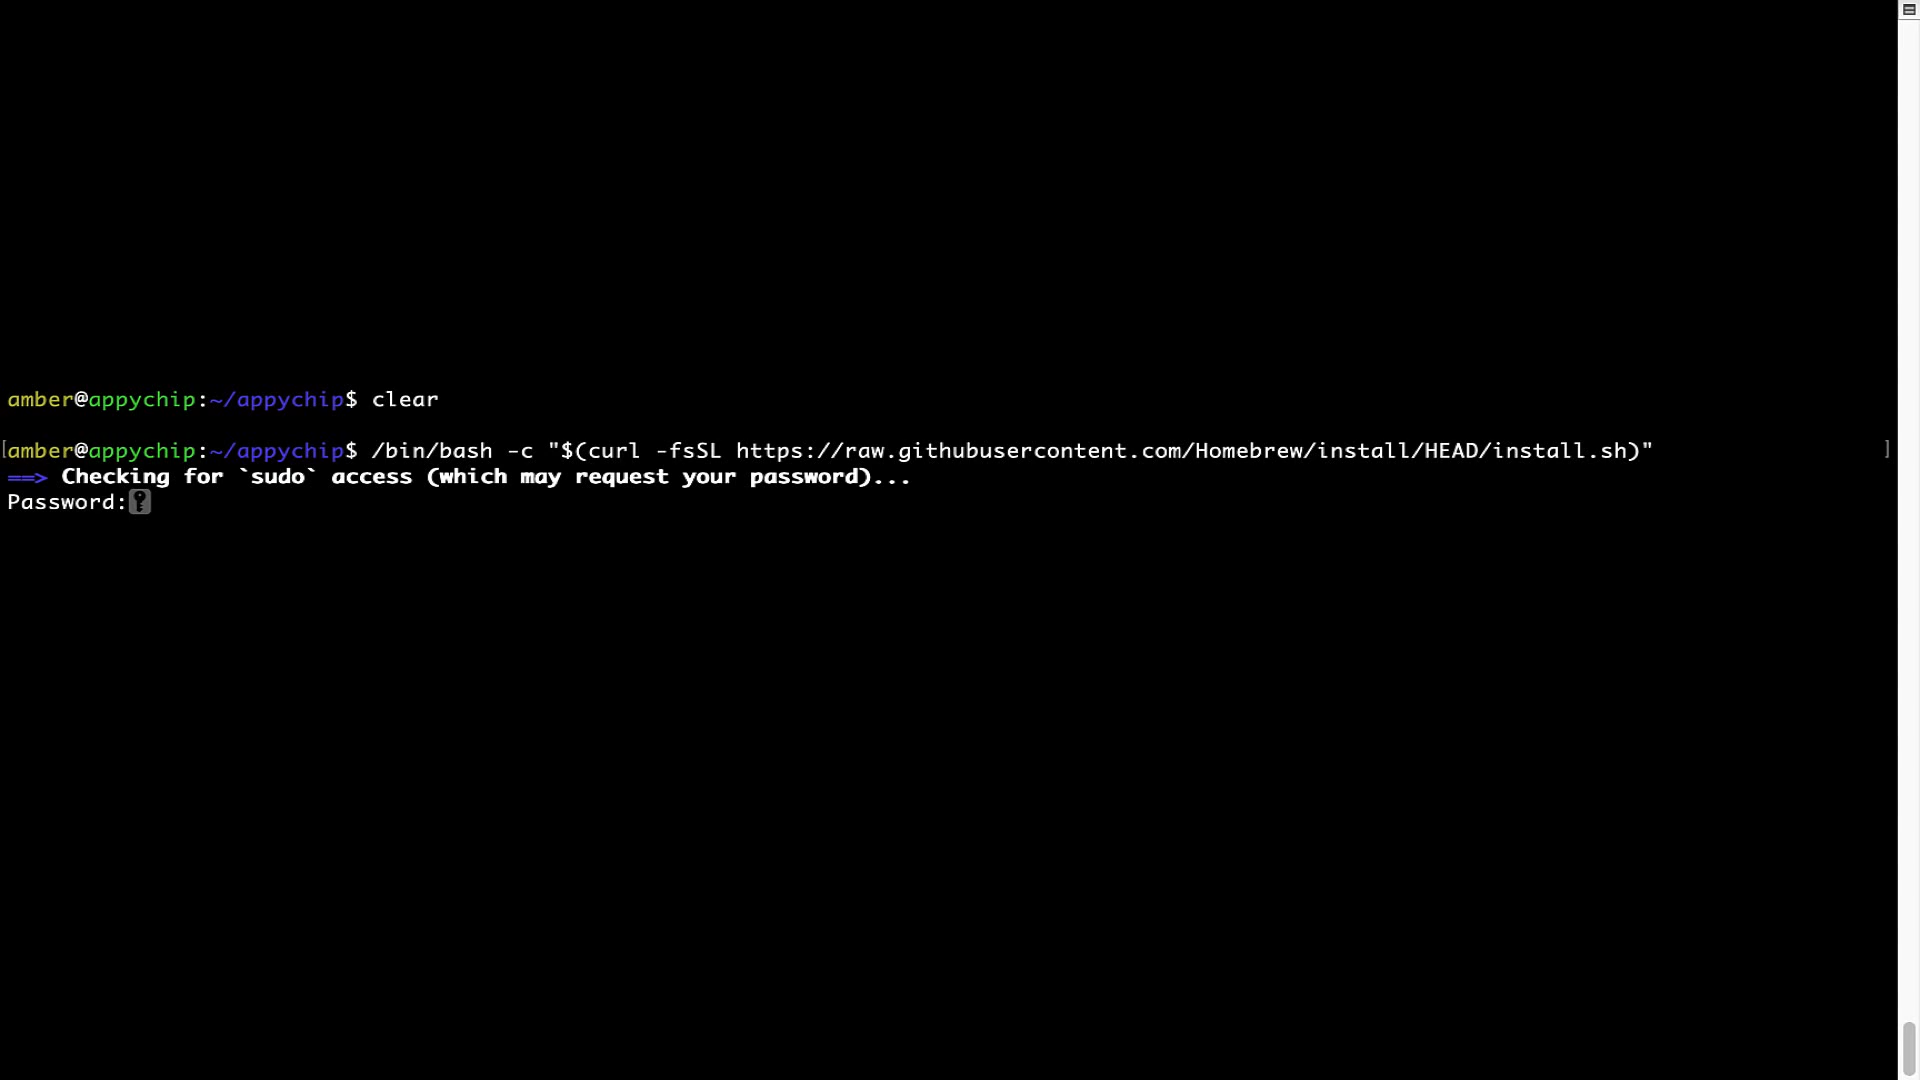 amber@appychip:~/appychip$ clear
[amber@appychip:~/appychip$ /bin/bash -c "$(curl -fsSL https://raw.githubusercontent.com/Homebrew/install/HEAD/install.sh)" ]
==> Checking for `sudo` access (which may request your password)...
Password: